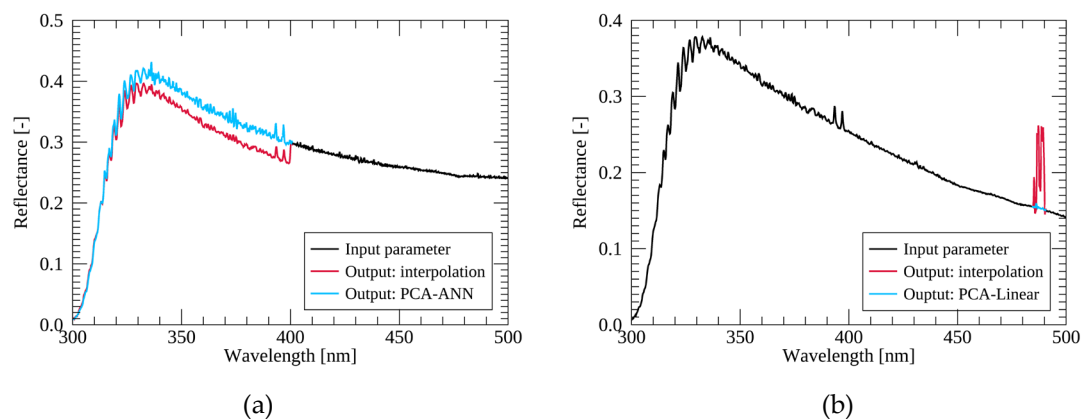 0.5
0.4
0.3
0.2
0.1
0.0
Reflectance [-]
Input parameter
Output: interpolation
Output: PCA-ANN
300 350 400 450 500
Wavelength [nm]
(a)
0.4
0.3
0.2
0.1
0.0
Reflectance [-]
Input parameter
Output: interpolation
Ouptut: PCA-Linear
300 350 400 450 500
Wavelength [nm]
(b)